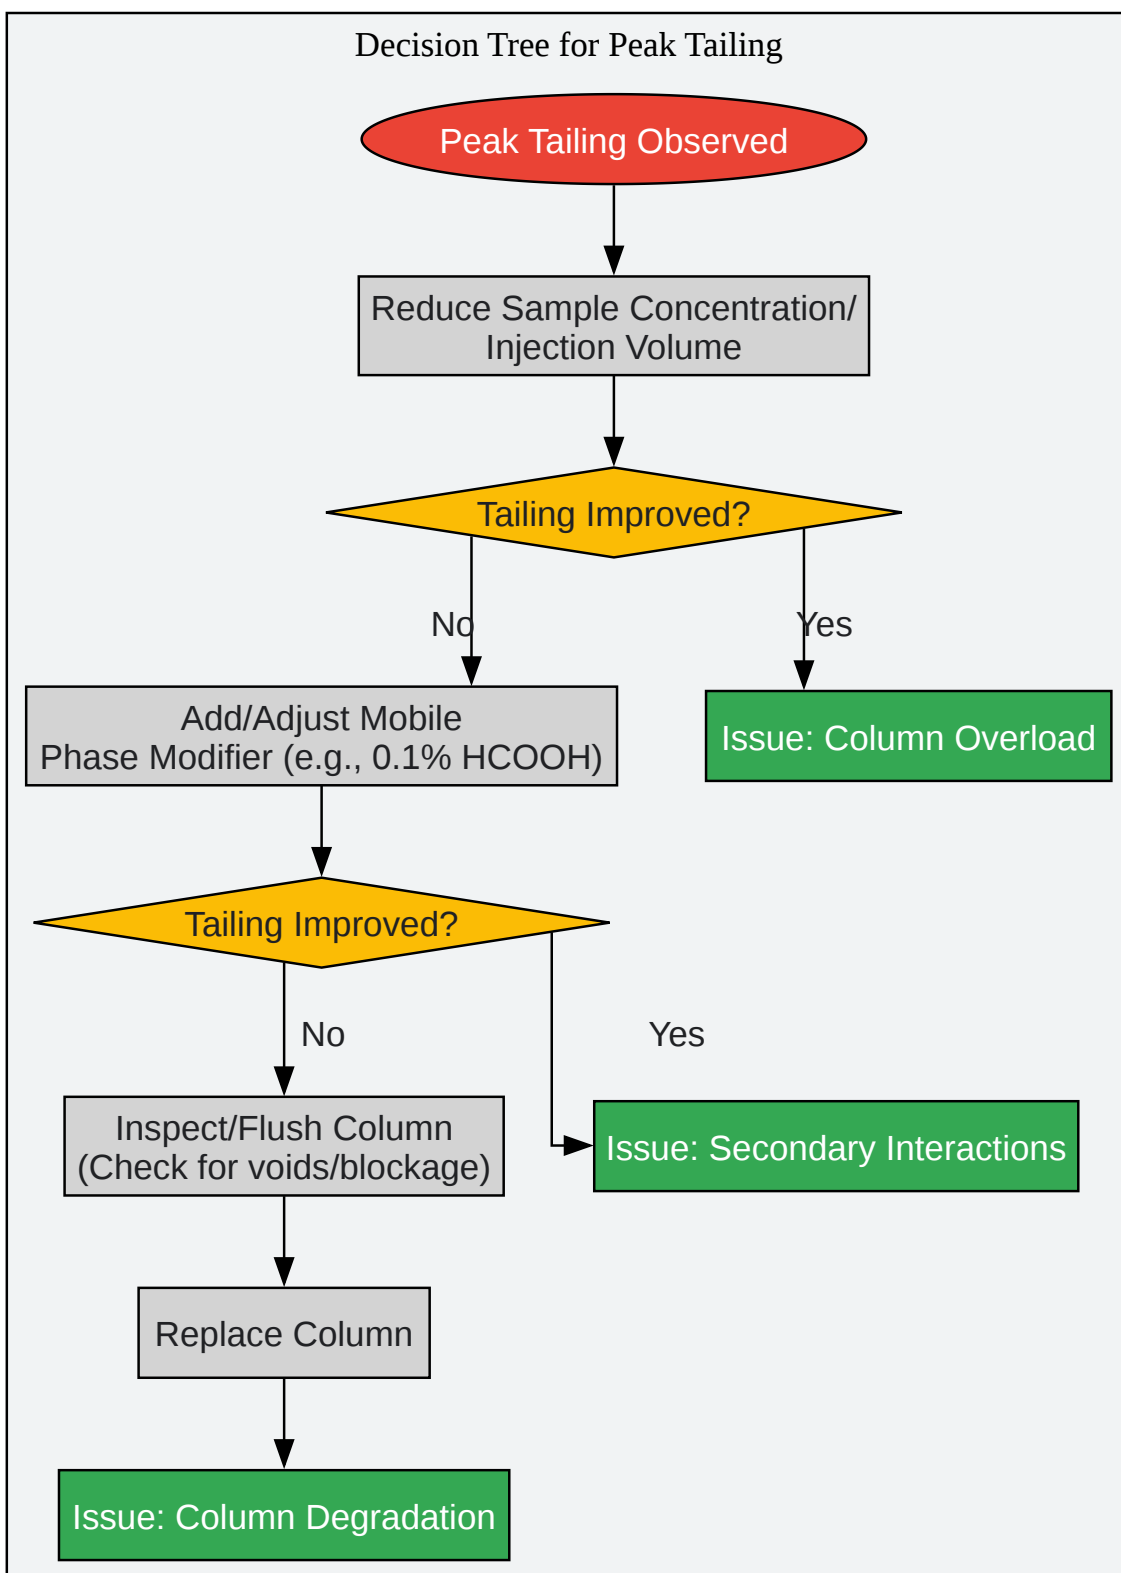 Decision Tree for Peak Tailing
Peak Tailing Observed
Reduce Sample Concentration/
Injection Volume
Tailing Improved?
No
Yes
Add/Adjust Mobile
Phase Modifier (e.g., 0.1% HCOOH)
Issue: Column Overload
Tailing Improved?
No
Yes
Inspect/Flush Column
(Check for voids/blockage)
Issue: Secondary Interactions
Replace Column
Issue: Column Degradation